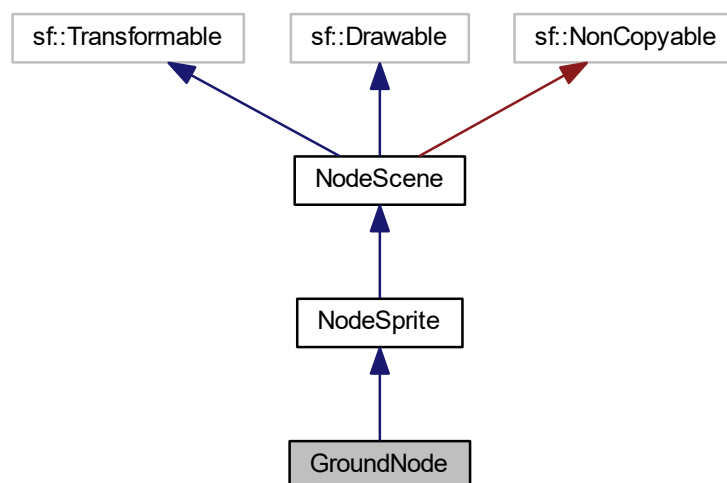 sf::Transformable
sf::Drawable
sf::NonCopyable
NodeScene
NodeSprite
GroundNode